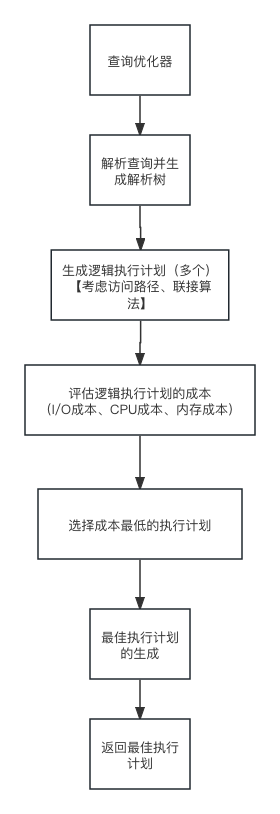 查询优化器
解析查询并生
成解析树
生成逻辑执行计划（多个）
【考虑访问路径、联接算
法】
评估逻辑执行计划的成本
（I/O成本、CPU成本、内存成本）
选择成本最低的执行计划
最佳执行计划
的生成
返回最佳执行
计划